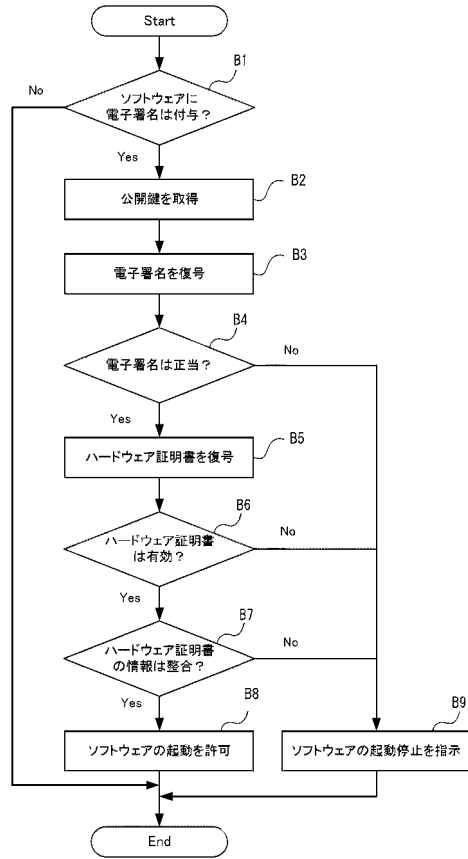 Start
B1
No
ソフトウェアに
電子署名は付与？
Yes
B2
公開鍵を取得
B3
電子署名を復号
B4
電子署名は正当？
No
Yes
B5
ハードウェア証明書を復号
B6
ハードウェア証明書
は有効？
No
Yes
B7
ハードウェア証明書
の情報は整合？
No
Yes
B8
ソフトウェアの起動を許可
B9
ソフトウェアの起動停止を指示
End